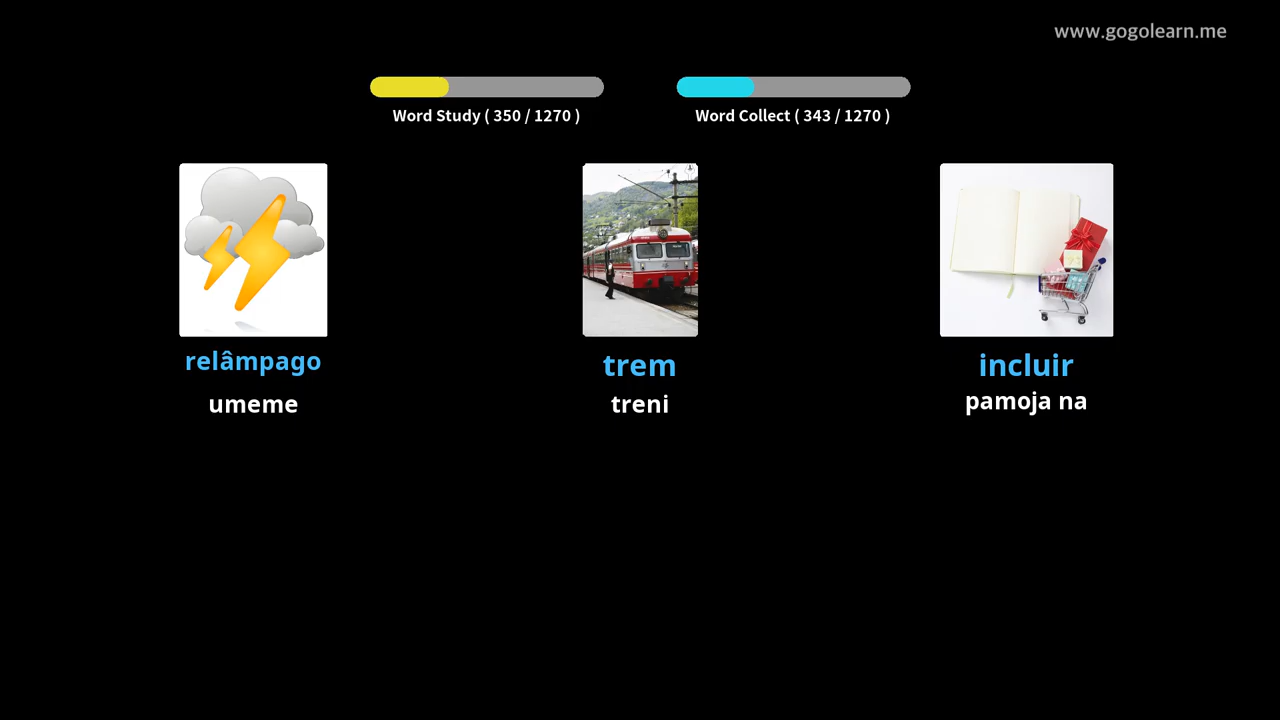 www.gogolearn.me
Word Study ( 350 / 1270 )
Word Collect ( 343 / 1270 )
relâmpago
umeme
trem
treni
incluir
pamoja na